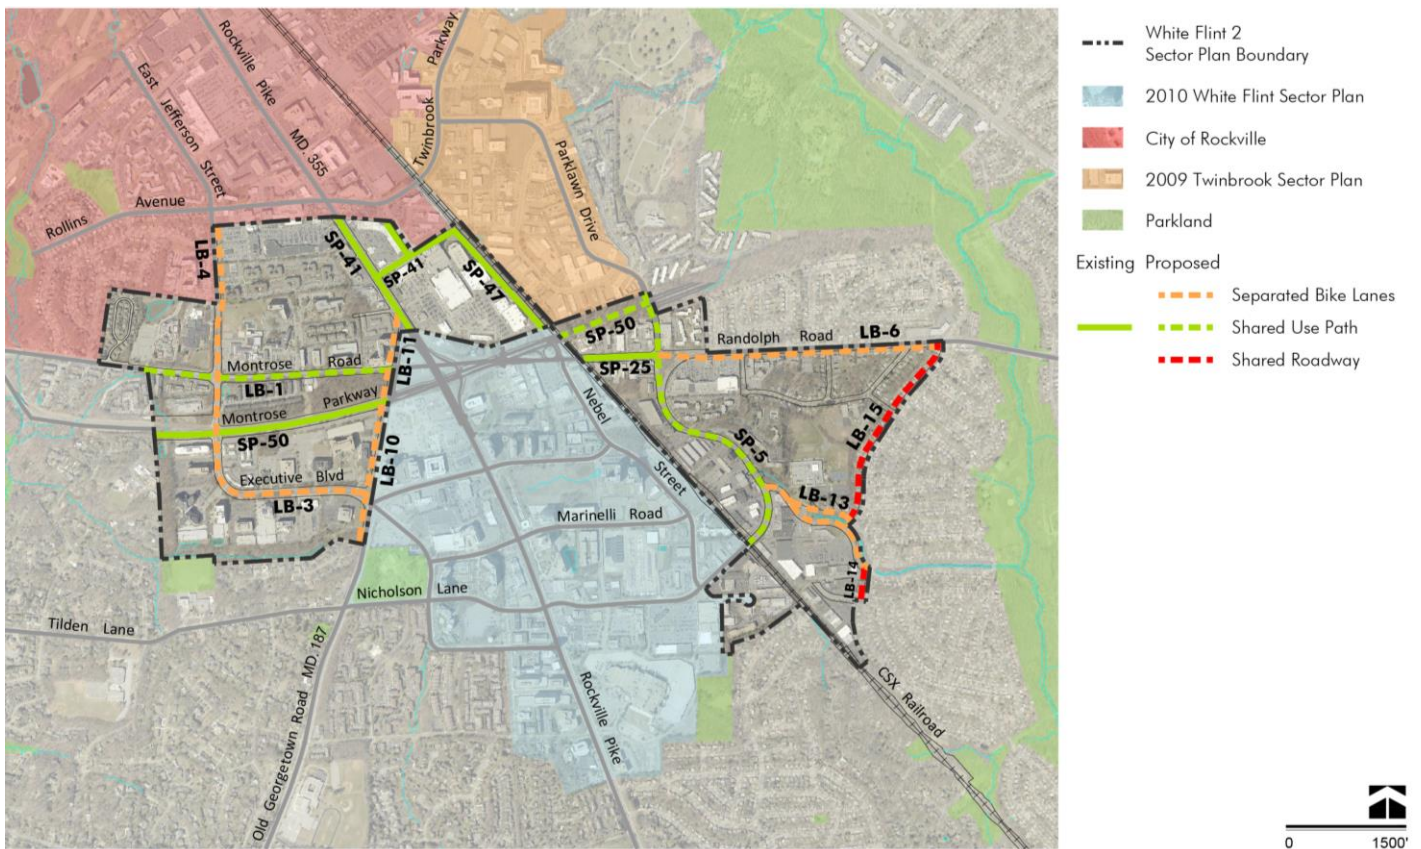 Rockville Pike MD. 355
East Jefferson Street
Twinbrook Parkway
Parklawn Drive
Rollins Avenue
LB-4
SP-41
SP-41
SP-47
SP-50
Randolph Road
LB-6
SP-25
Montrose Road
LB-1
LB-11
Montrose Parkway
SP-50
LB-10
Executive Blvd
LB-3
Nebel Street
SP-5
LB-15
LB-13
Marinelli Road
LB-14
Nicholson Lane
Tilden Lane
Old Georgetown Road MD. 187
Rockville Pike
CSX Railroad
White Flint 2
Sector Plan Boundary
2010 White Flint Sector Plan
City of Rockville
2009 Twinbrook Sector Plan
Parkland
Existing Proposed
Separated Bike Lanes
Shared Use Path
Shared Roadway
0 1500'